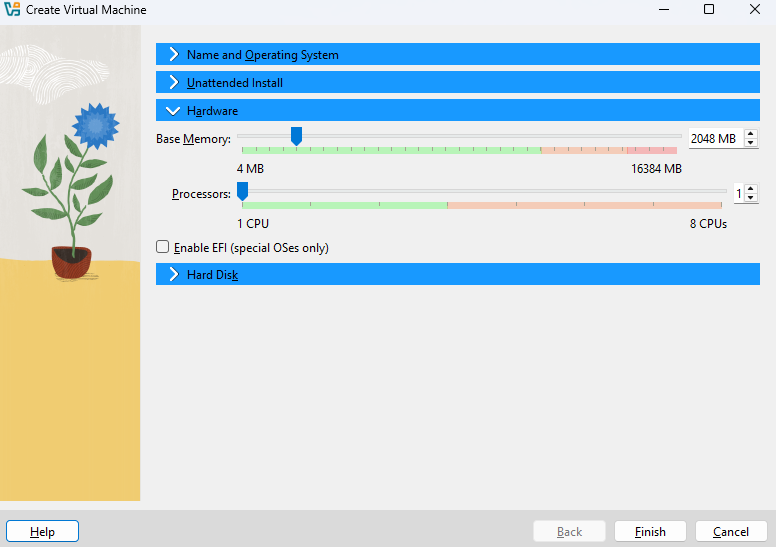 Create Virtual Machine
Name and Operating System
Unattended Install
Hardware
Base Memory: 2048 MB
4 MB 16384 MB
Processors: 1
1 CPU 8 CPUs
Enable EFI (special OSes only)
Hard Disk
Help Back Finish Cancel